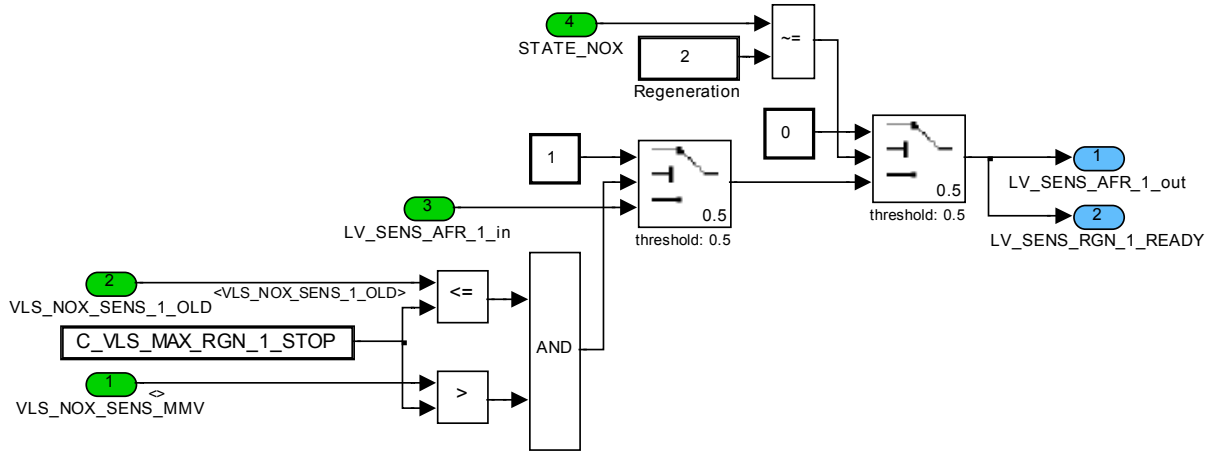 4
STATE_NOX
~=
2
Regeneration
0
0.5
threshold: 0.5
1
LV_SENS_AFR_1_out
2
LV_SENS_RGN_1_READY
1
0.5
threshold: 0.5
3
LV_SENS_AFR_1_in
2
VLS_NOX_SENS_1_OLD
<VLS_NOX_SENS_1_OLD>
<=
C_VLS_MAX_RGN_1_STOP
AND
1
<>
VLS_NOX_SENS_MMV
>